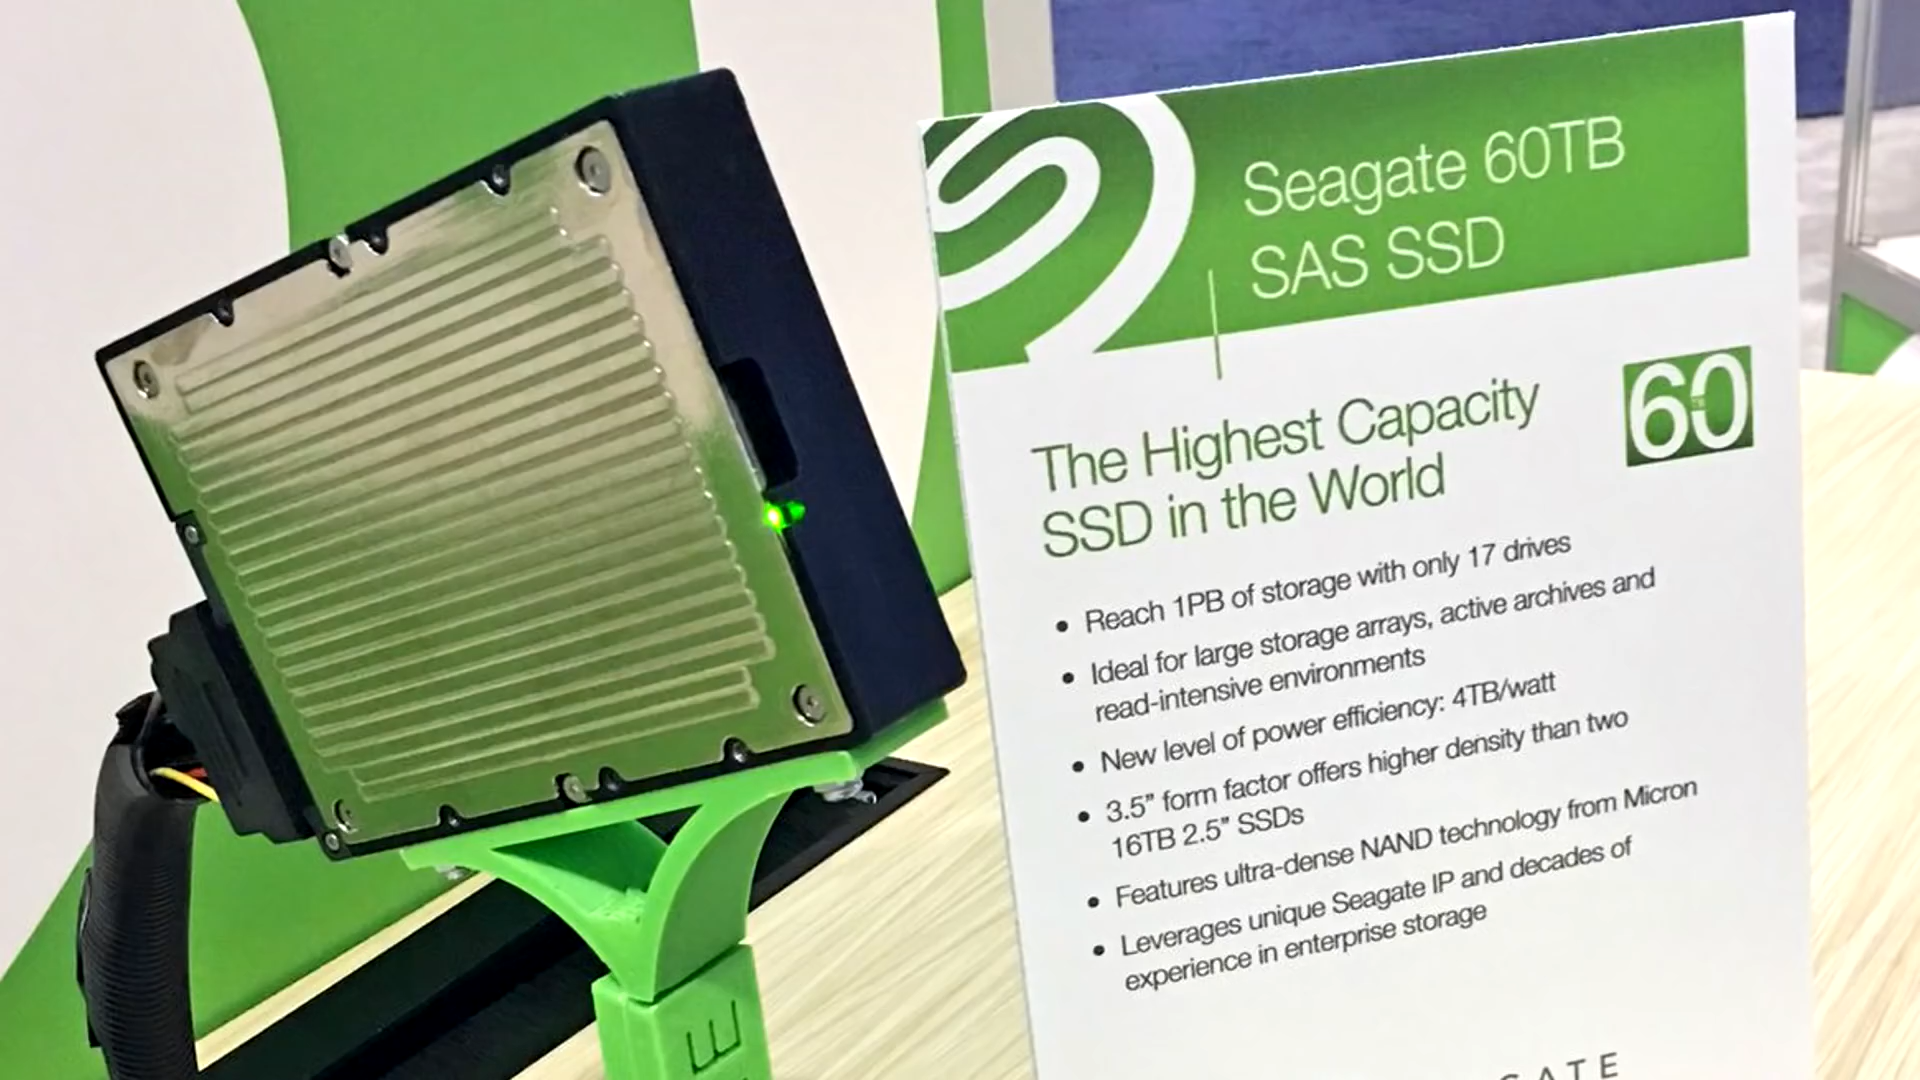 Seagate 60TB
SAS SSD
The Highest Capacity
SSD in the World
60
• Reach 1PB of storage with only 17 drives
• Ideal for large storage arrays, active archives and
read-intensive environments
• New level of power efficiency: 4TB/watt
• 3.5” form factor offers higher density than two
16TB 2.5” SSDs
• Features ultra-dense NAND technology from Micron
• Leverages unique Seagate IP and decades of
experience in enterprise storage
GATE
E